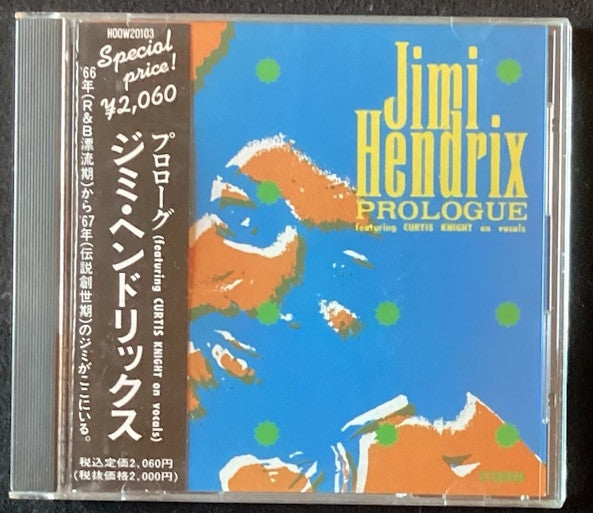 N00W20103
Special
price!
¥2,060
プロローグ(featuring CURTIS KNIGHT on vocals)
ジミ・ヘンドリックス
'66年(R&B漂流期)から'67年(伝説創世期)のジミがここにいる。
税込定価2,060円
(税抜価格2,000円)
Jimi
Hendrix
PROLOGUE
featuring CURTIS KNIGHT on vocals